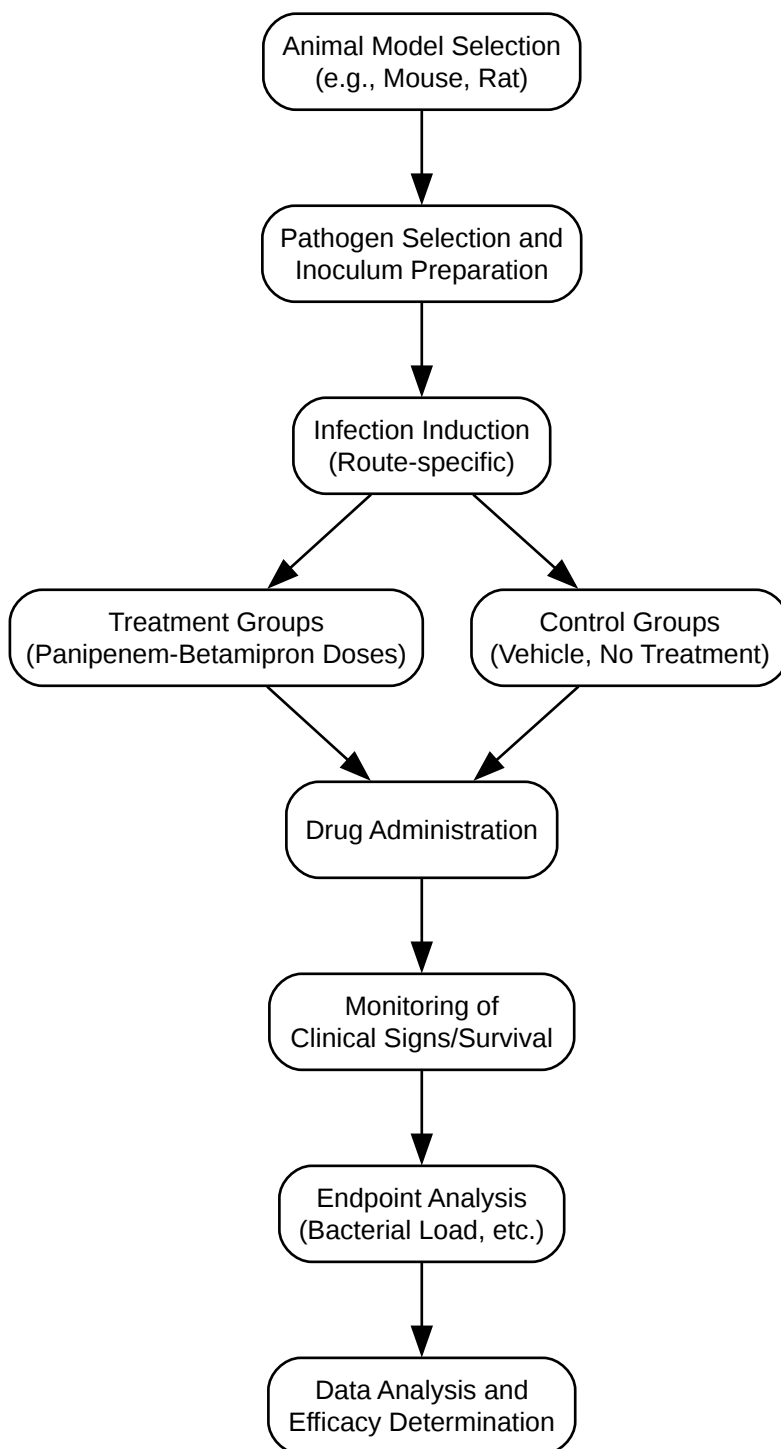 Animal Model Selection
(e.g., Mouse, Rat)
Pathogen Selection and
Inoculum Preparation
Infection Induction
(Route-specific)
Treatment Groups
(Panipenem-Betamipron Doses)
Control Groups
(Vehicle, No Treatment)
Drug Administration
Monitoring of
Clinical Signs/Survival
Endpoint Analysis
(Bacterial Load, etc.)
Data Analysis and
Efficacy Determination